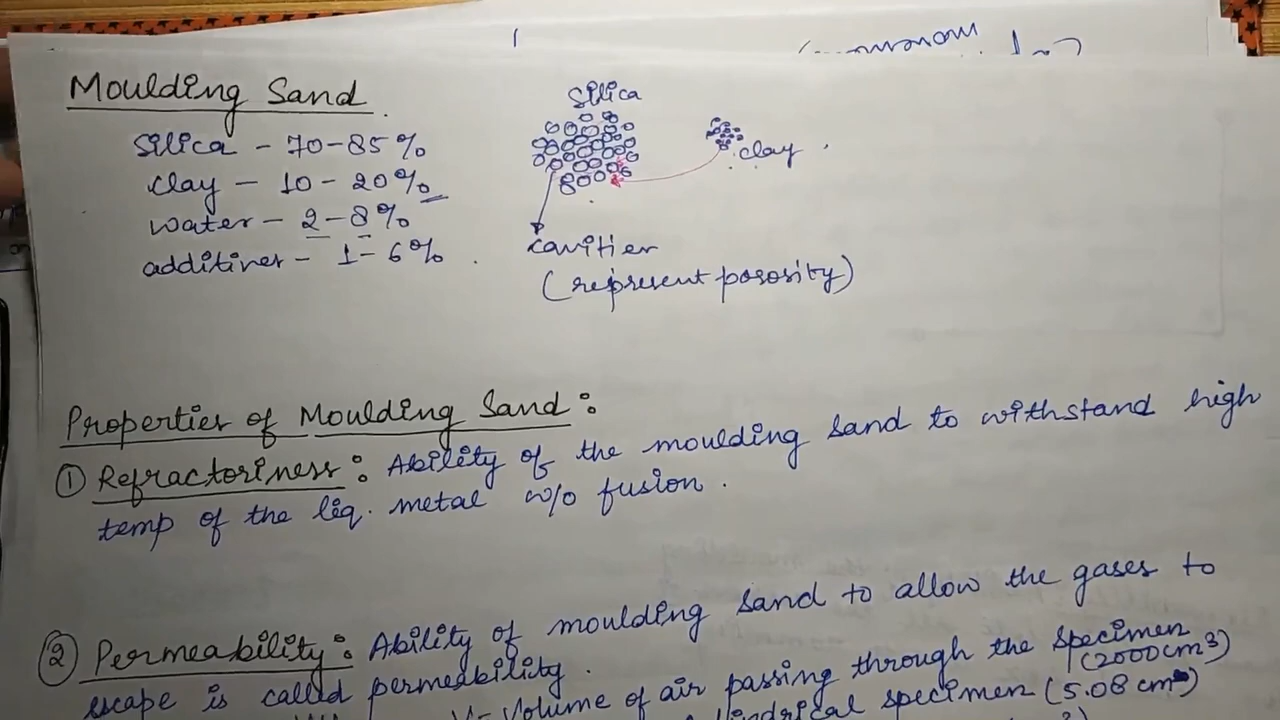 Moulding Sand.
Silica - 70-85%
clay - 10-20%
water - 2-8%
additives - 1-6%.
Silica
clay.
cavities
(represent porosity)
Properties of Moulding Sand:
① Refractoriness: Ability of the moulding sand to withstand high
temp of the liq. metal w/o fusion.
② Permeability: Ability of moulding sand to allow the gases to
escape is called permeability.
V- Volume of air passing through the specimen
(2000cm³)
specimen (5.08 cm)